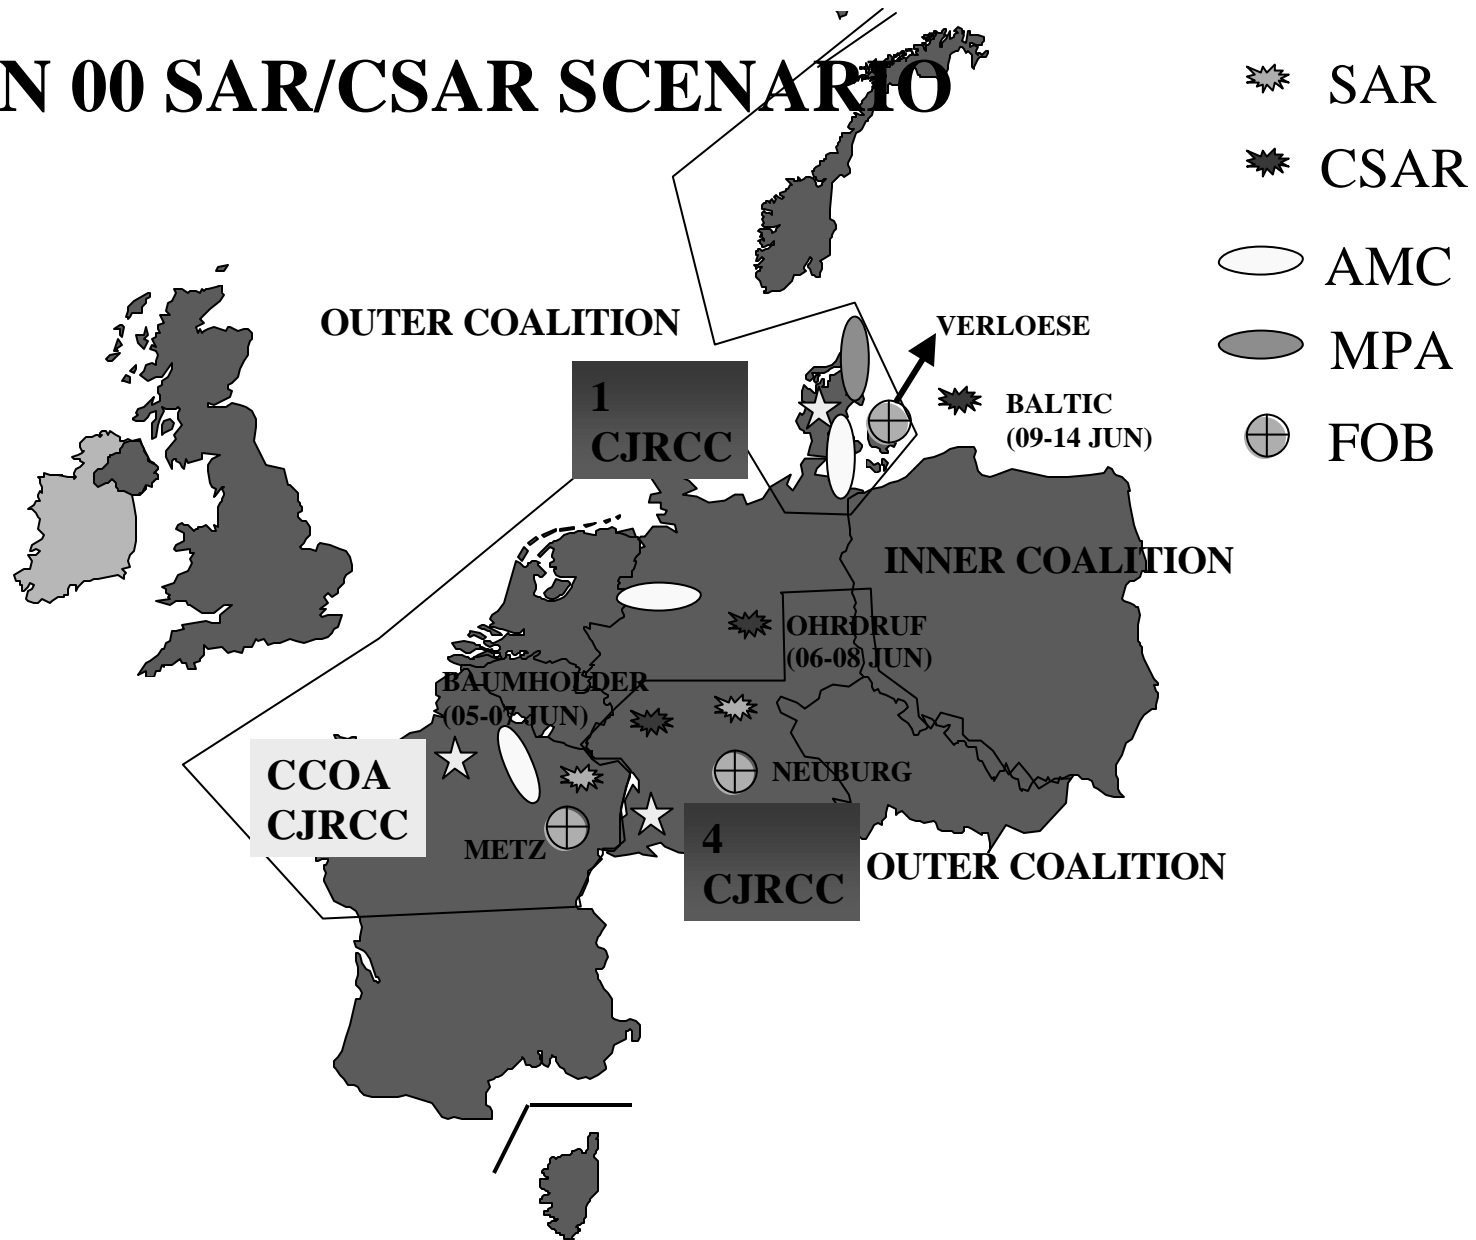 N 00 SAR/CSAR SCENARIO
SAR
CSAR
AMC
MPA
FOB
OUTER COALITION
VERLOESE
1
CJRCC
BALTIC
(09-14 JUN)
INNER COALITION
OHRDRUF
(06-08 JUN)
BAUMHOLDER
(05-07 JUN)
CCOA
CJRCC
NEUBURG
METZ
4
CJRCC
OUTER COALITION